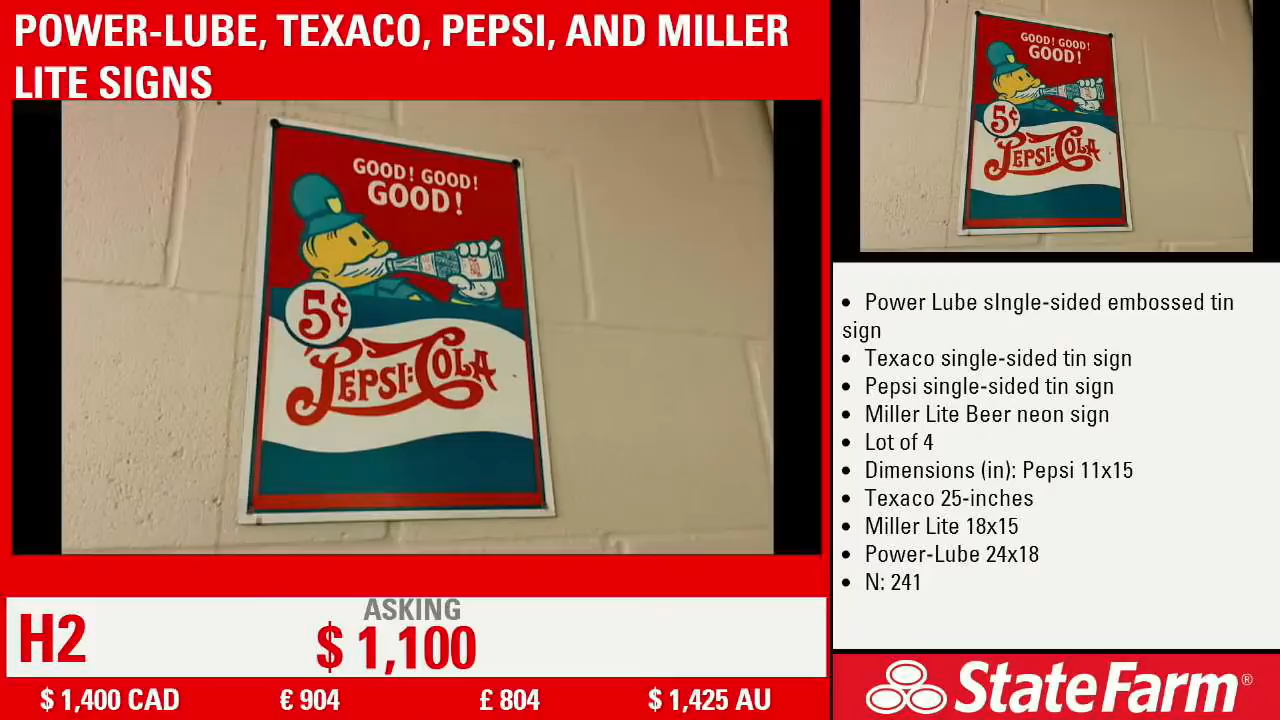 POWER-LUBE, TEXACO, PEPSI, AND MILLER
LITE SIGNS
GOOD! GOOD!
GOOD!
5¢
PEPSI:COLA
GOOD! GOOD!
GOOD!
5¢
PEPSI:COLA
• Power Lube sIngle-sided embossed tin
sign
• Texaco single-sided tin sign
• Pepsi single-sided tin sign
• Miller Lite Beer neon sign
• Lot of 4
• Dimensions (in): Pepsi 11x15
• Texaco 25-inches
• Miller Lite 18x15
• Power-Lube 24x18
• N: 241
H2
ASKING
$ 1,100
$ 1,400 CAD
€ 904
£ 804
$ 1,425 AU
StateFarm®